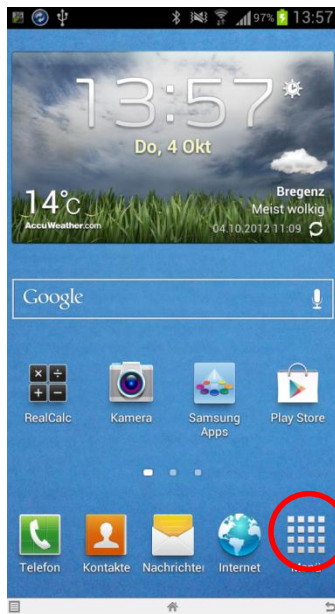 97% 13:57
13:57
Do, 4 Okt
14°C
Bregenz
Meist wolkig
AccuWeather.com
04.10.2012 11:09
Google
RealCalc Kamera Samsung Apps Play Store
Telefon Kontakte Nachrichten Internet Menü